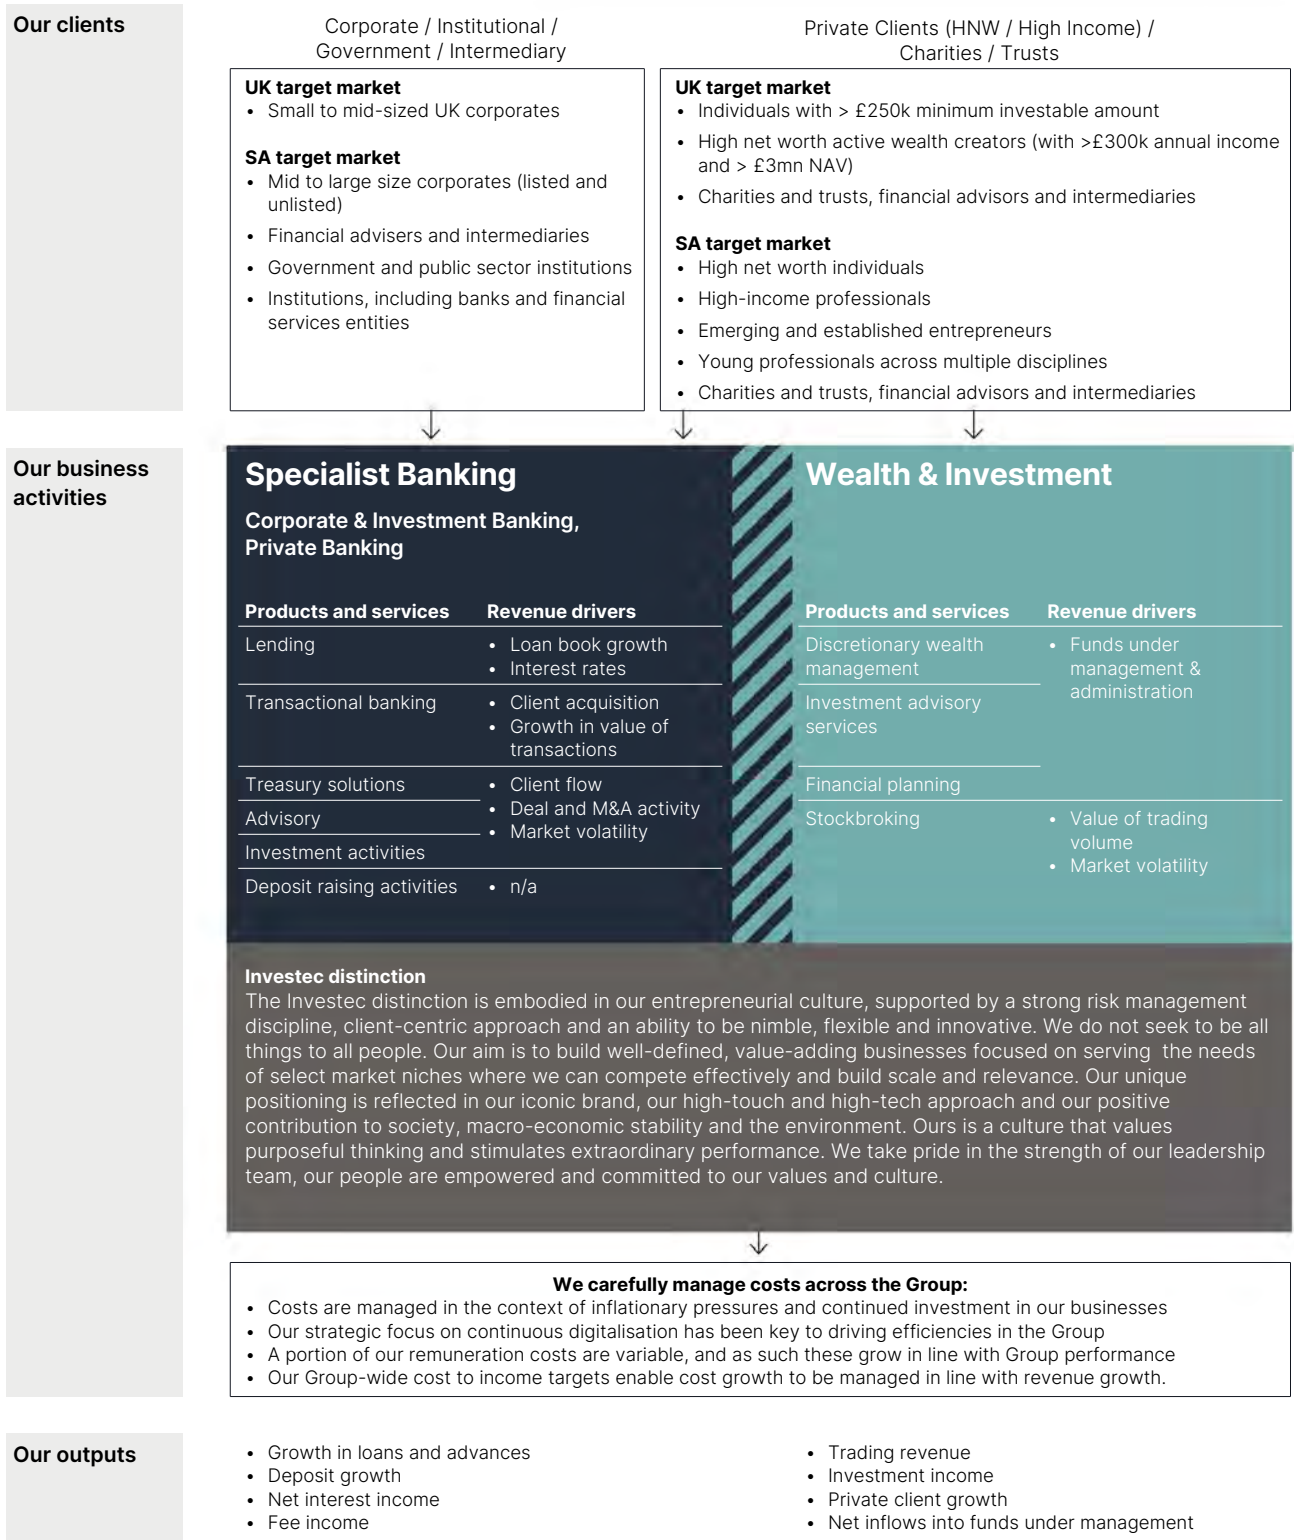 Our clients
Corporate / Institutional /
Government / Intermediary
UK target market
• Small to mid-sized UK corporates
SA target market
• Mid to large size corporates (listed and
unlisted)
• Financial advisers and intermediaries
• Government and public sector institutions
• Institutions, including banks and financial
services entities
Private Clients (HNW / High Income) /
Charities / Trusts
UK target market
• Individuals with > £250k minimum investable amount
• High net worth active wealth creators (with >£300k annual income
and > £3mn NAV)
• Charities and trusts, financial advisors and intermediaries
SA target market
• High net worth individuals
• High-income professionals
• Emerging and established entrepreneurs
• Young professionals across multiple disciplines
• Charities and trusts, financial advisors and intermediaries
Our business
activities
Specialist Banking
Corporate & Investment Banking,
Private Banking
Products and services
Revenue drivers
Lending
• Loan book growth
• Interest rates
Transactional banking
• Client acquisition
• Growth in value of
transactions
Treasury solutions
Advisory
Investment activities
• Client flow
• Deal and M&A activity
• Market volatility
Deposit raising activities
• n/a
Wealth & Investment
Products and services
Revenue drivers
Discretionary wealth
management
Investment advisory
services
Financial planning
• Funds under
management &
administration
Stockbroking
• Value of trading
volume
• Market volatility
Investec distinction
The Investec distinction is embodied in our entrepreneurial culture, supported by a strong risk management
discipline, client-centric approach and an ability to be nimble, flexible and innovative. We do not seek to be all
things to all people. Our aim is to build well-defined, value-adding businesses focused on serving the needs
of select market niches where we can compete effectively and build scale and relevance. Our unique
positioning is reflected in our iconic brand, our high-touch and high-tech approach and our positive
contribution to society, macro-economic stability and the environment. Ours is a culture that values
purposeful thinking and stimulates extraordinary performance. We take pride in the strength of our leadership
team, our people are empowered and committed to our values and culture.
We carefully manage costs across the Group:
• Costs are managed in the context of inflationary pressures and continued investment in our businesses
• Our strategic focus on continuous digitalisation has been key to driving efficiencies in the Group
• A portion of our remuneration costs are variable, and as such these grow in line with Group performance
• Our Group-wide cost to income targets enable cost growth to be managed in line with revenue growth.
Our outputs
• Growth in loans and advances
• Deposit growth
• Net interest income
• Fee income
• Trading revenue
• Investment income
• Private client growth
• Net inflows into funds under management